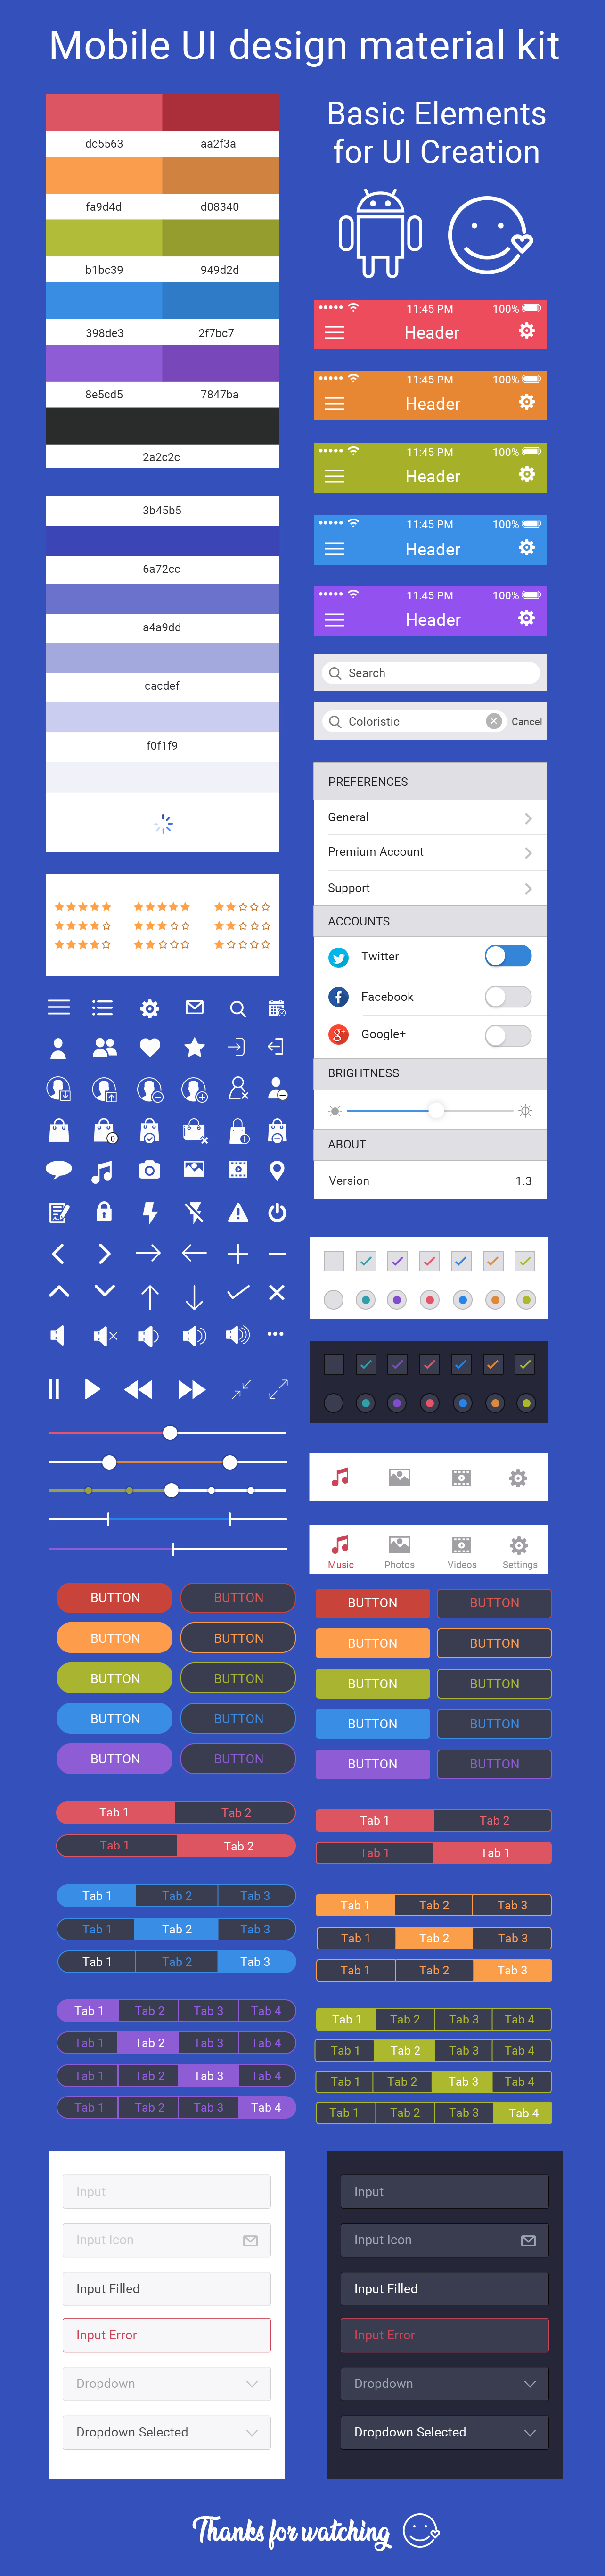 Mobile UI design material kit
Basic Elements
for UI Creation
dc5563 aa2f3a
fa9d4d d08340
b1bc39 949d2d
398de3 2f7bc7
8e5cd5 7847ba
2a2c2c
3b45b5
6a72cc
a4a9dd
cacdef
f0f1f9
11:45 PM 100%
Header
11:45 PM 100%
Header
11:45 PM 100%
Header
11:45 PM 100%
Header
11:45 PM 100%
Header
Search
Coloristic Cancel
PREFERENCES
General
Premium Account
Support
ACCOUNTS
Twitter
Facebook
g+ Google+
BRIGHTNESS
ABOUT
Version 1.3
0
Music Photos Videos Settings
BUTTON BUTTON
BUTTON BUTTON
BUTTON BUTTON
BUTTON BUTTON
BUTTON BUTTON
BUTTON BUTTON
BUTTON BUTTON
BUTTON BUTTON
BUTTON BUTTON
BUTTON BUTTON
Tab 1 Tab 2
Tab 1 Tab 2
Tab 1 Tab 2
Tab 1 Tab 1
Tab 1 Tab 2 Tab 3
Tab 1 Tab 2 Tab 3
Tab 1 Tab 2 Tab 3
Tab 1 Tab 2 Tab 3
Tab 1 Tab 2 Tab 3
Tab 1 Tab 2 Tab 3
Tab 1 Tab 2 Tab 3 Tab 4
Tab 1 Tab 2 Tab 3 Tab 4
Tab 1 Tab 2 Tab 3 Tab 4
Tab 1 Tab 2 Tab 3 Tab 4
Tab 1 Tab 2 Tab 3 Tab 4
Tab 1 Tab 2 Tab 3 Tab 4
Tab 1 Tab 2 Tab 3 Tab 4
Tab 1 Tab 2 Tab 3 Tab 4
Input
Input Icon
Input Filled
Input Error
Dropdown
Dropdown Selected
Input
Input Icon
Input Filled
Input Error
Dropdown
Dropdown Selected
Thanks for watching